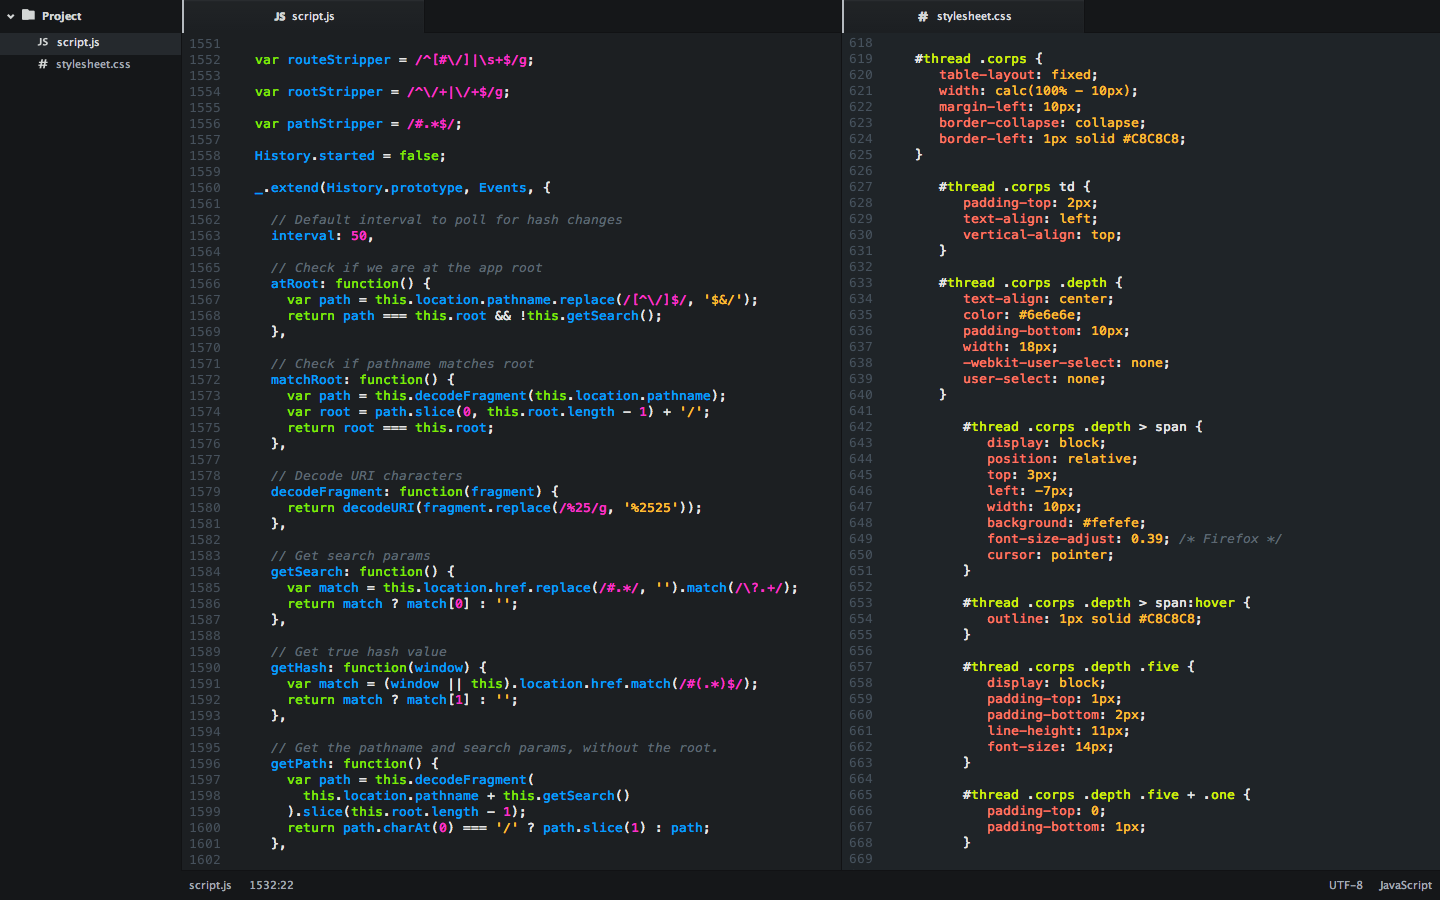 Project
script.js
stylesheet.css
JS script.js
1551
1552 var routeStripper = /^[#\/]|\s+$/g;
1553
1554 var rootStripper = /^\/+|\/+$/g;
1555
1556 var pathStripper = /#.*$/;
1557
1558 History.started = false;
1559
1560 _.extend(History.prototype, Events, {
1561
1562 // Default interval to poll for hash changes
1563 interval: 50,
1564
1565 // Check if we are at the app root
1566 atRoot: function() {
1567 var path = this.location.pathname.replace(/[^\/]$/, '$&/');
1568 return path === this.root && !this.getSearch();
1569 },
1570
1571 // Check if pathname matches root
1572 matchRoot: function() {
1573 var path = this.decodeFragment(this.location.pathname);
1574 var root = path.slice(0, this.root.length - 1) + '/';
1575 return root === this.root;
1576 },
1577
1578 // Decode URI characters
1579 decodeFragment: function(fragment) {
1580 return decodeURI(fragment.replace(/%25/g, '%2525'));
1581 },
1582
1583 // Get search params
1584 getSearch: function() {
1585 var match = this.location.href.replace(/#.*/, '').match(/\?.+/);
1586 return match ? match[0] : '';
1587 },
1588
1589 // Get true hash value
1590 getHash: function(window) {
1591 var match = (window || this).location.href.match(/#(.*)$/);
1592 return match ? match[1] : '';
1593 },
1594
1595 // Get the pathname and search params, without the root.
1596 getPath: function() {
1597 var path = this.decodeFragment(
1598 this.location.pathname + this.getSearch()
1599 ).slice(this.root.length - 1);
1600 return path.charAt(0) === '/' ? path.slice(1) : path;
1601 },
1602
# stylesheet.css
618
619 #thread .corps {
620 table-layout: fixed;
621 width: calc(100% - 10px);
622 margin-left: 10px;
623 border-collapse: collapse;
624 border-left: 1px solid #C8C8C8;
625 }
626
627 #thread .corps td {
628 padding-top: 2px;
629 text-align: left;
630 vertical-align: top;
631 }
632
633 #thread .corps .depth {
634 text-align: center;
635 color: #6e6e6e;
636 padding-bottom: 10px;
637 width: 18px;
638 -webkit-user-select: none;
639 user-select: none;
640 }
641
642 #thread .corps .depth > span {
643 display: block;
644 position: relative;
645 top: 3px;
646 left: -7px;
647 width: 10px;
648 background: #fefefe;
649 font-size-adjust: 0.39; /* Firefox */
650 cursor: pointer;
651 }
652
653 #thread .corps .depth > span:hover {
654 outline: 1px solid #C8C8C8;
655 }
656
657 #thread .corps .depth .five {
658 display: block;
659 padding-top: 1px;
660 padding-bottom: 2px;
661 line-height: 11px;
662 font-size: 14px;
663 }
664
665 #thread .corps .depth .five + .one {
666 padding-top: 0;
667 padding-bottom: 1px;
668 }
669
script.js 1532:22
UTF-8 JavaScript